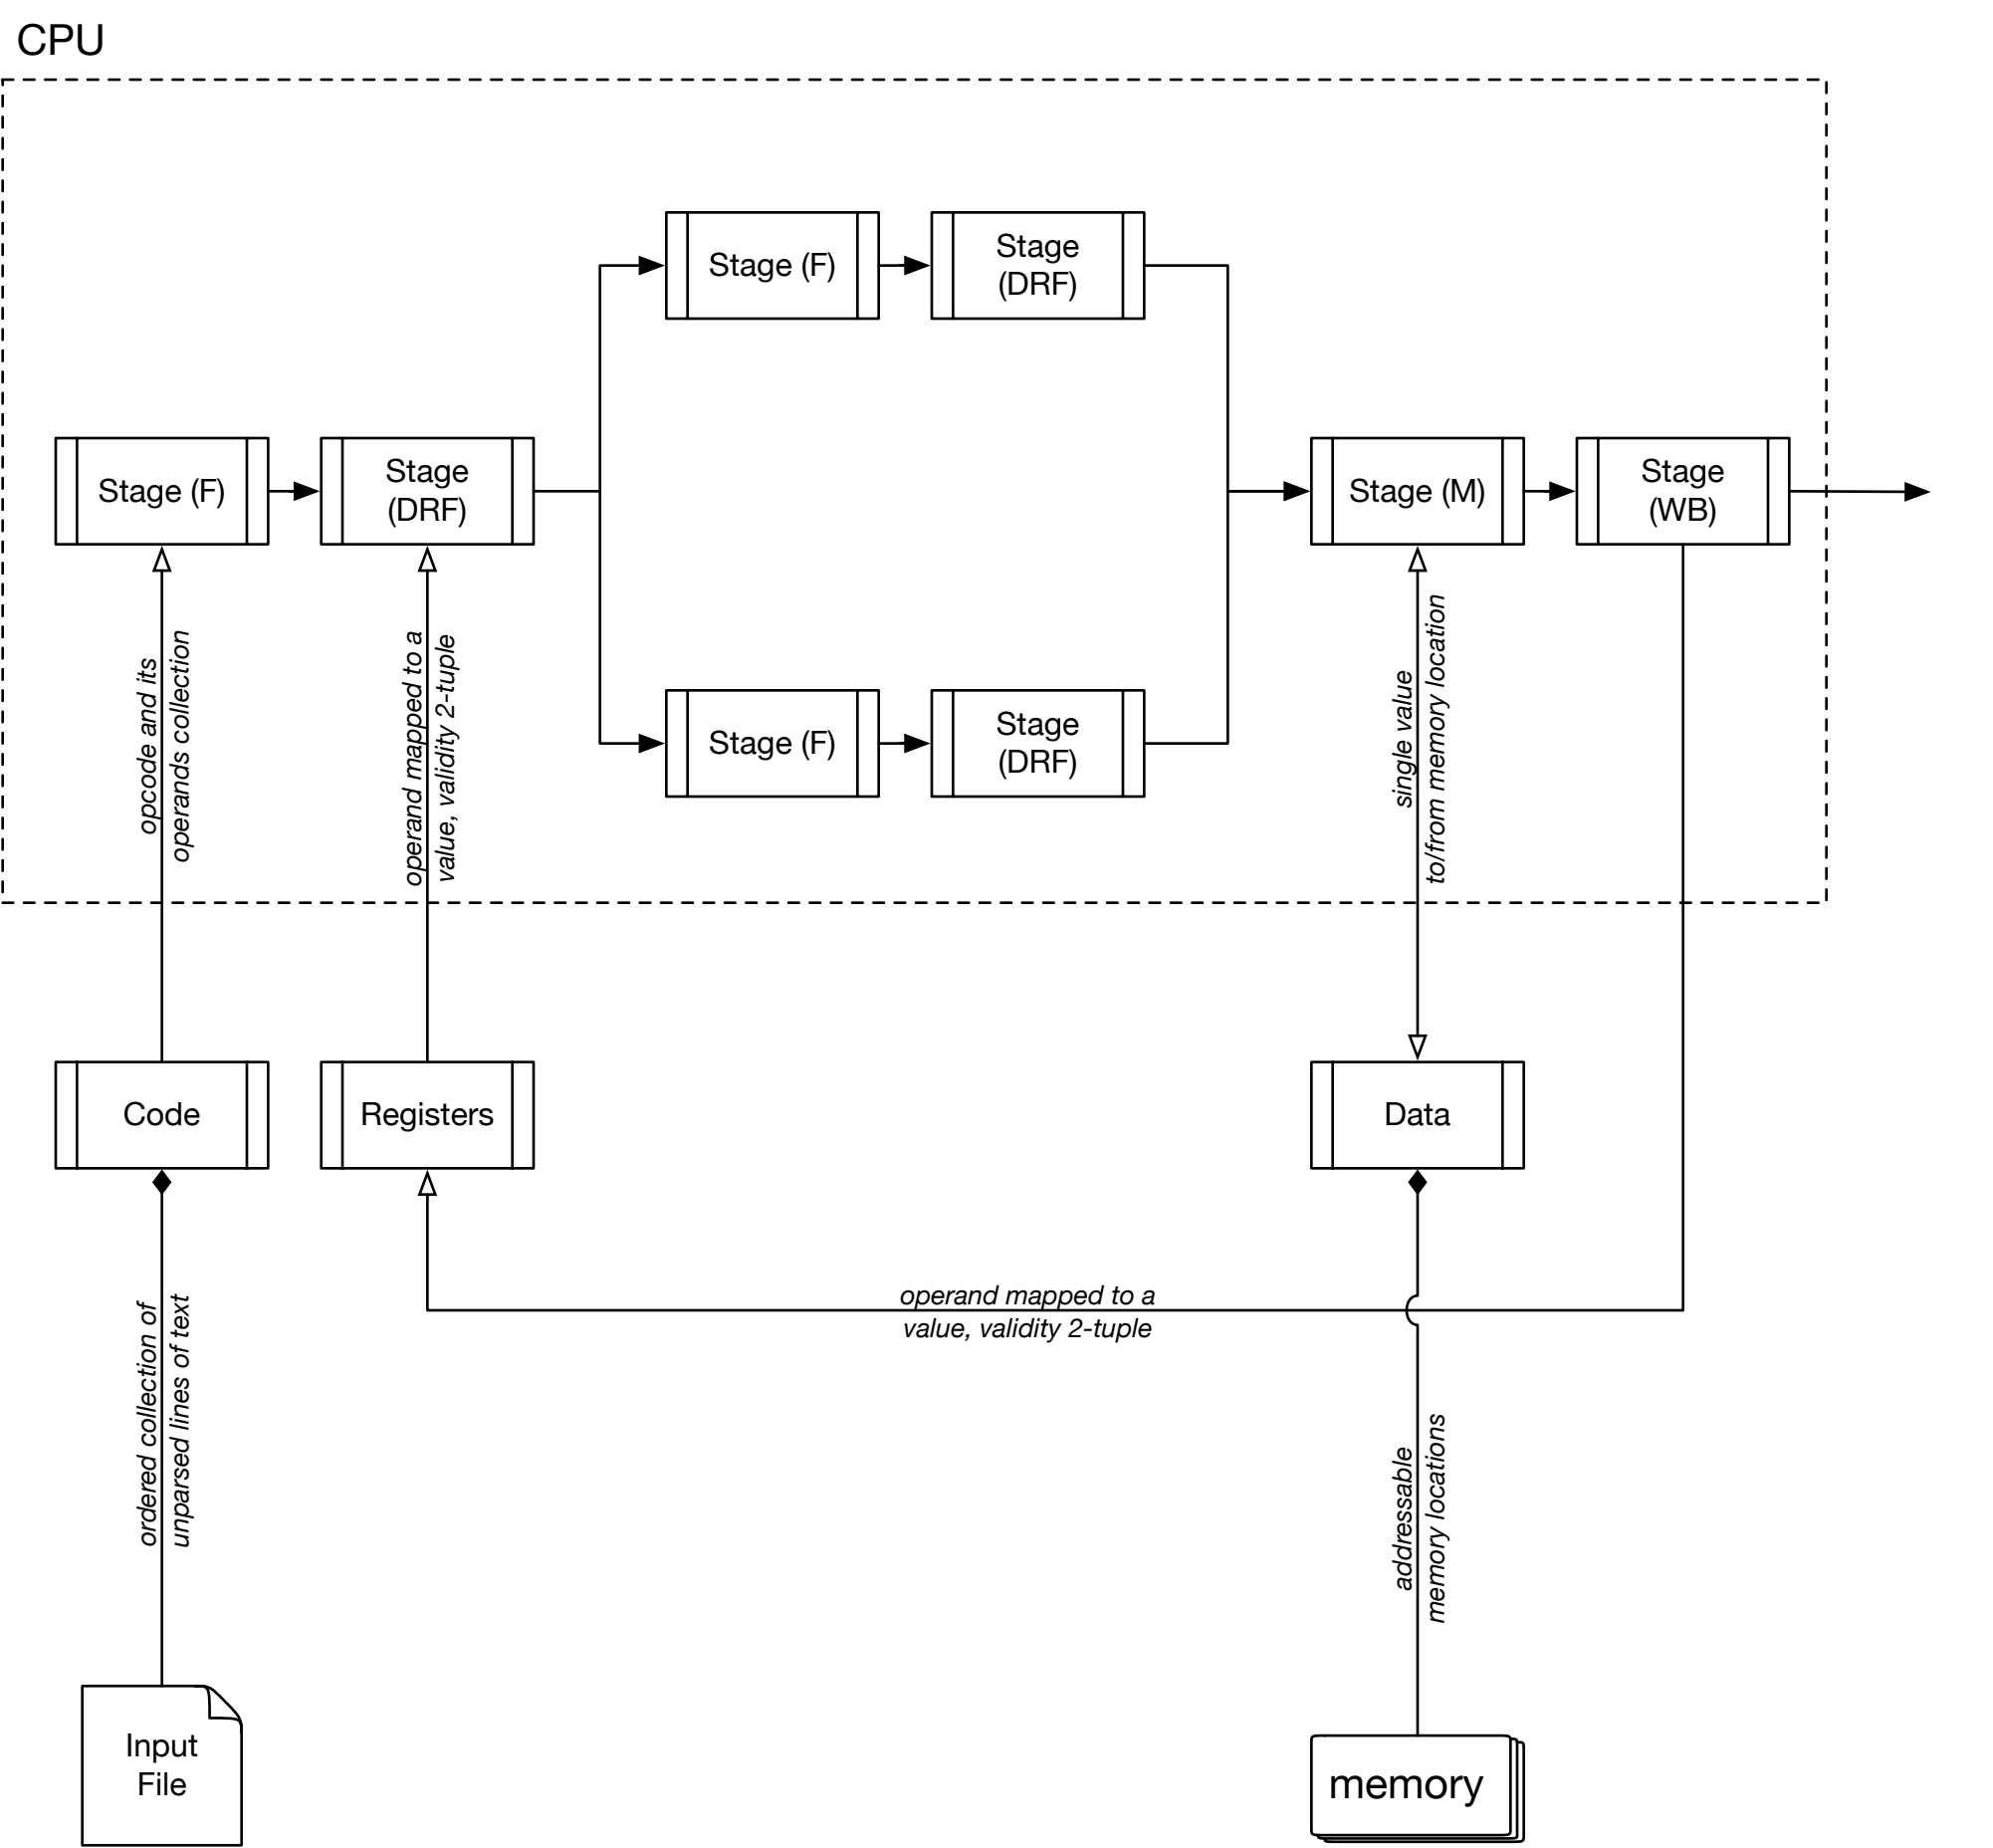 CPU
Stage (F)
Stage
(DRF)
Stage (F)
Stage
(DRF)
Stage (M)
Stage
(WB)
Stage (F)
Stage
(DRF)
opcode and its
operands collection
operand mapped to a
value, validity 2-tuple
single value
to/from memory location
Code
Registers
Data
operand mapped to a
value, validity 2-tuple
ordered collection of
unparsed lines of text
addressable
memory locations
Input
File
memory